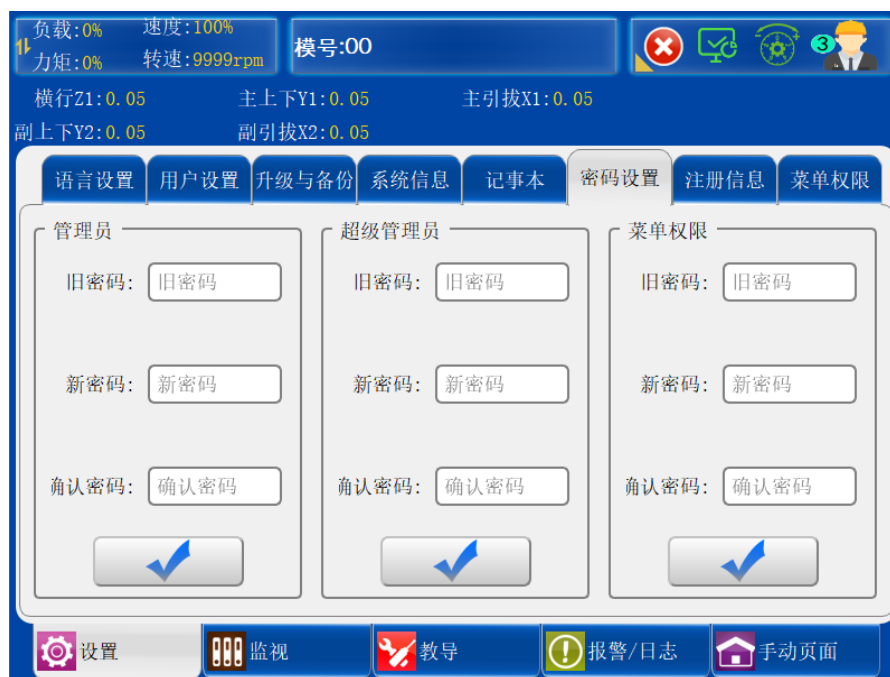 负载:0% 速度:100%
力矩:0% 转速:9999rpm
模号:00
3
横行Z1:0.05 主上下Y1:0.05 主引拔X1:0.05
副上下Y2:0.05 副引拔X2:0.05
语言设置 用户设置 升级与备份 系统信息 记事本 密码设置 注册信息 菜单权限
管理员 超级管理员 菜单权限
旧密码: 旧密码 旧密码: 旧密码 旧密码: 旧密码
新密码: 新密码 新密码: 新密码 新密码: 新密码
确认密码: 确认密码 确认密码: 确认密码 确认密码: 确认密码
设置 监视 教导 报警/日志 手动页面